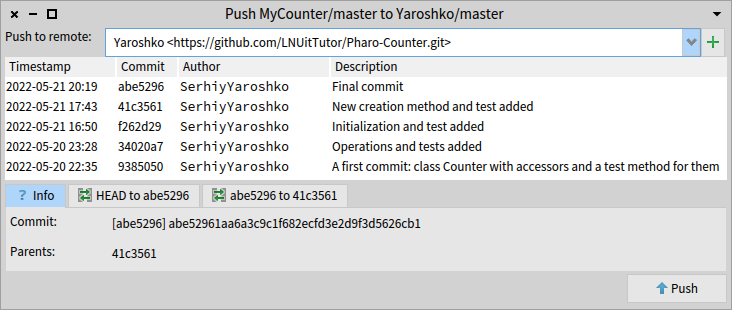 Push MyCounter/master to Yaroshko/master
Push to remote: Yaroshko <https://github.com/LNUitTutor/Pharo-Counter.git>
Timestamp Commit Author Description
2022-05-21 20:19 abe5296 SerhiyYaroshko Final commit
2022-05-21 17:43 41c3561 SerhiyYaroshko New creation method and test added
2022-05-21 16:50 f262d29 SerhiyYaroshko Initialization and test added
2022-05-20 23:28 34020a7 SerhiyYaroshko Operations and tests added
2022-05-20 22:35 9385050 SerhiyYaroshko A first commit: class Counter with accessors and a test method for them
? Info HEAD to abe5296 abe5296 to 41c3561
Commit: [abe5296] abe52961aa6a3c9c1f682ecfd3e2d9f3d5626cb1
Parents: 41c3561
Push